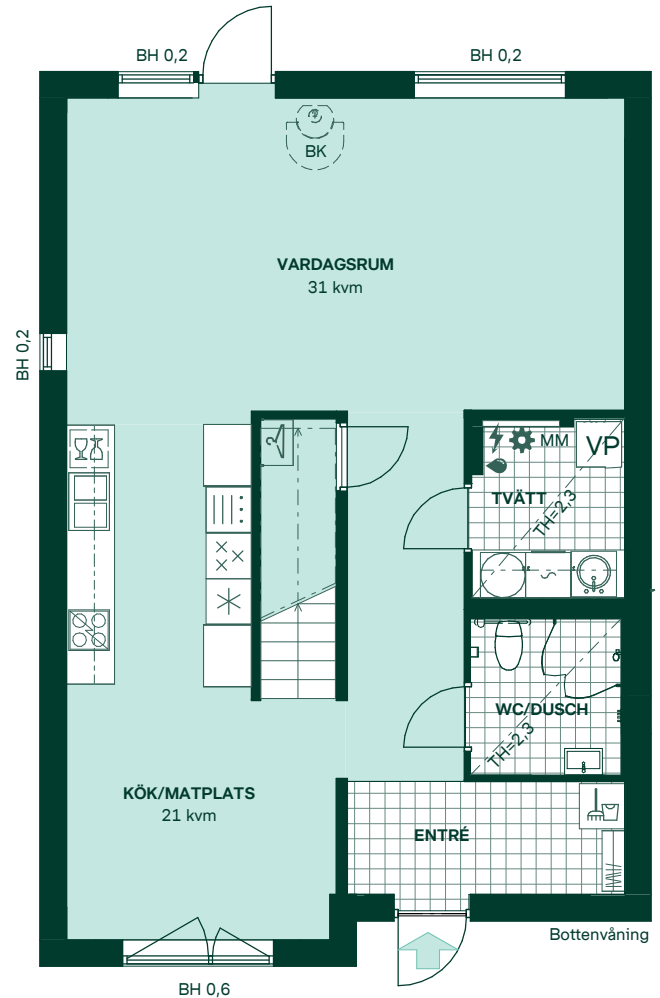 BH 0,2
BH 0,2
BK
VARDAGSRUM
31 kvm
BH 0,2
MM
VP
TVÄTT
TH=2,3
WC/DUSCH
TH=2,3
KÖK/MATPLATS
21 kvm
ENTRÉ
Bottenvåning
BH 0,6